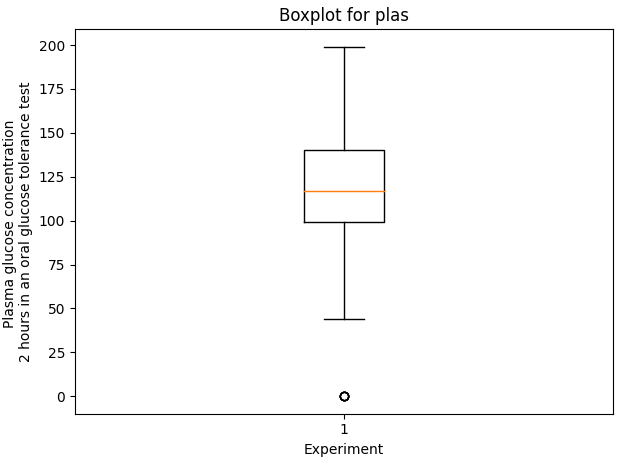 Boxplot for plas
Plasma glucose concentration
2 hours in an oral glucose tolerance test
200
175
150
125
100
75
50
25
0
1
Experiment